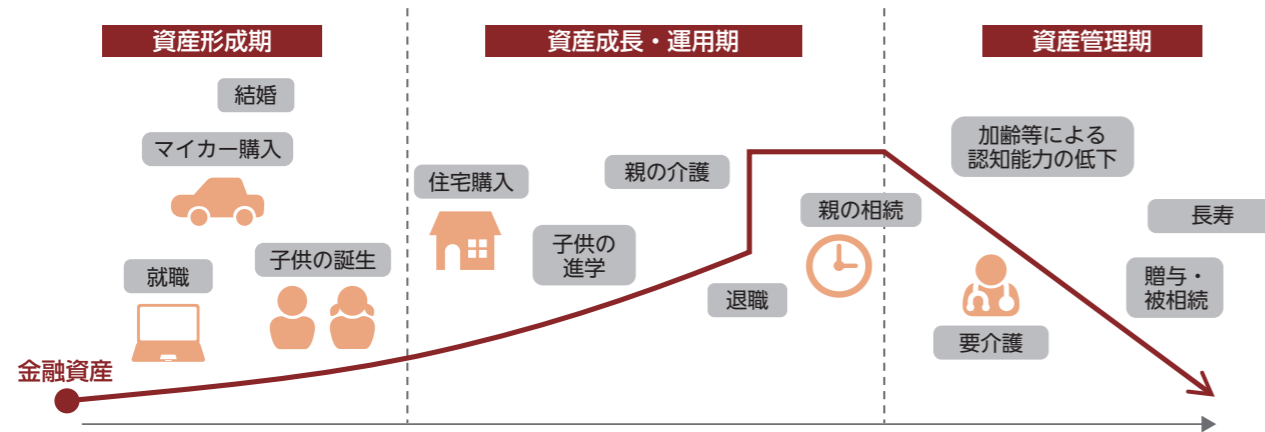 資産形成期
結婚
マイカー購入
就職
子供の誕生
金融資産
資産成長・運用期
住宅購入
子供の
進学
親の介護
退職
親の相続
資産管理期
加齢等による
認知能力の低下
要介護
長寿
贈与・
被相続